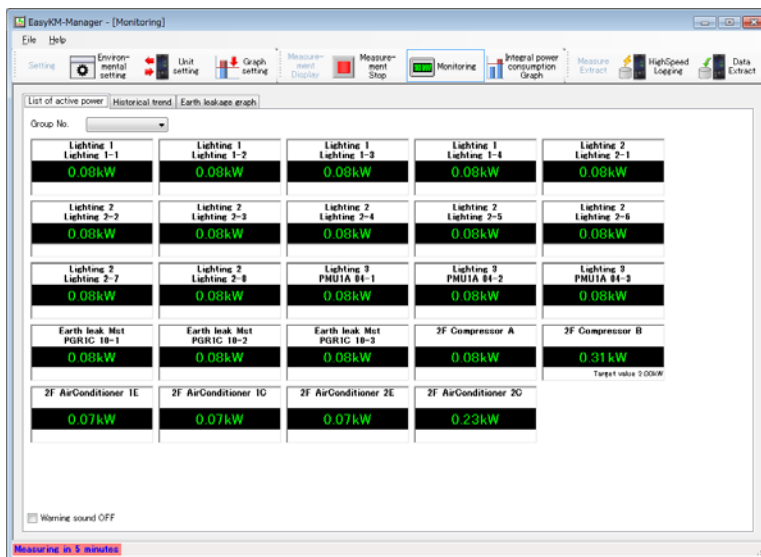 EasyKM-Manager - [Monitoring]
File Help
Setting
Environ-
mental
setting
Unit
setting
Graph
setting
Measure-
ment
Display
Measure-
ment
Stop
Monitoring
Integral power
consumption
Graph
Measure
Extract
HighSpeed
Logging
Data
Extract
List of active power Historical trend Earth leakage graph
Group No.
Lighting 1
Lighting 1-1
0.08kW
Lighting 1
Lighting 1-2
0.08kW
Lighting 1
Lighting 1-3
0.08kW
Lighting 1
Lighting 1-4
0.08kW
Lighting 2
Lighting 2-1
0.08kW
Lighting 2
Lighting 2-2
0.08kW
Lighting 2
Lighting 2-3
0.08kW
Lighting 2
Lighting 2-4
0.08kW
Lighting 2
Lighting 2-5
0.08kW
Lighting 2
Lighting 2-6
0.08kW
Lighting 2
Lighting 2-7
0.08kW
Lighting 2
Lighting 2-8
0.08kW
Lighting 3
PMU1A 04-1
0.08kW
Lighting 3
PMU1A 04-2
0.08kW
Lighting 3
PMU1A 04-3
0.08kW
Earth leak Mst
PGR1C 10-1
0.08kW
Earth leak Mst
PGR1C 10-2
0.08kW
Earth leak Mst
PGR1C 10-3
0.08kW
2F Compressor A
0.08kW
2F Compressor B
0.31kW
Target value 2.00kW
2F AirConditioner 1E
0.07kW
2F AirConditioner 1C
0.07kW
2F AirConditioner 2E
0.07kW
2F AirConditioner 2C
0.23kW
Warning sound OFF
Measuring in 5 minutes